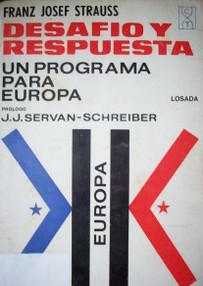 FRANZ JOSEF STRAUSS
DESAFIO Y
RESPUESTA
UN PROGRAMA
PARA
EUROPA
LOSADA
PROLOGO
J.J. SERVAN-SCHREIBER
EUROPA